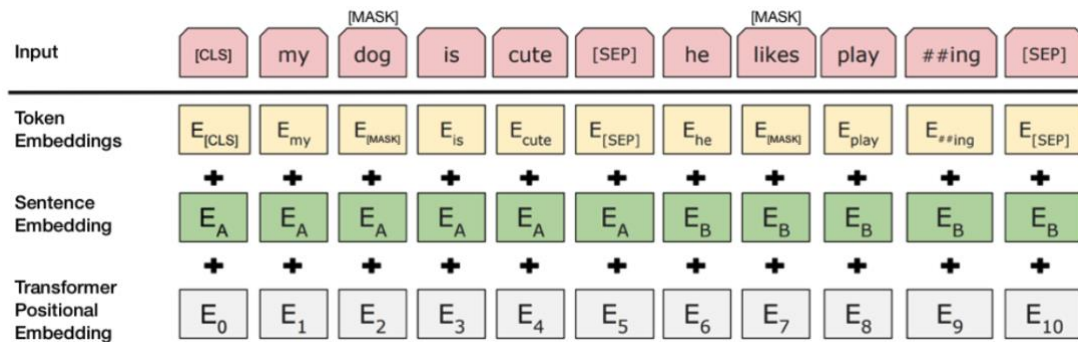 [MASK] [MASK]
Input [CLS] my dog is cute [SEP] he likes play ##ing [SEP]
Token Embeddings E[CLS] Emy E[MASK] Eis Ecute E[SEP] Ehe E[MASK] Eplay E##ing E[SEP]
+ + + + + + + + + + +
Sentence Embedding EA EA EA EA EA EA EB EB EB EB EB
+ + + + + + + + + + +
Transformer Positional Embedding E0 E1 E2 E3 E4 E5 E6 E7 E8 E9 E10